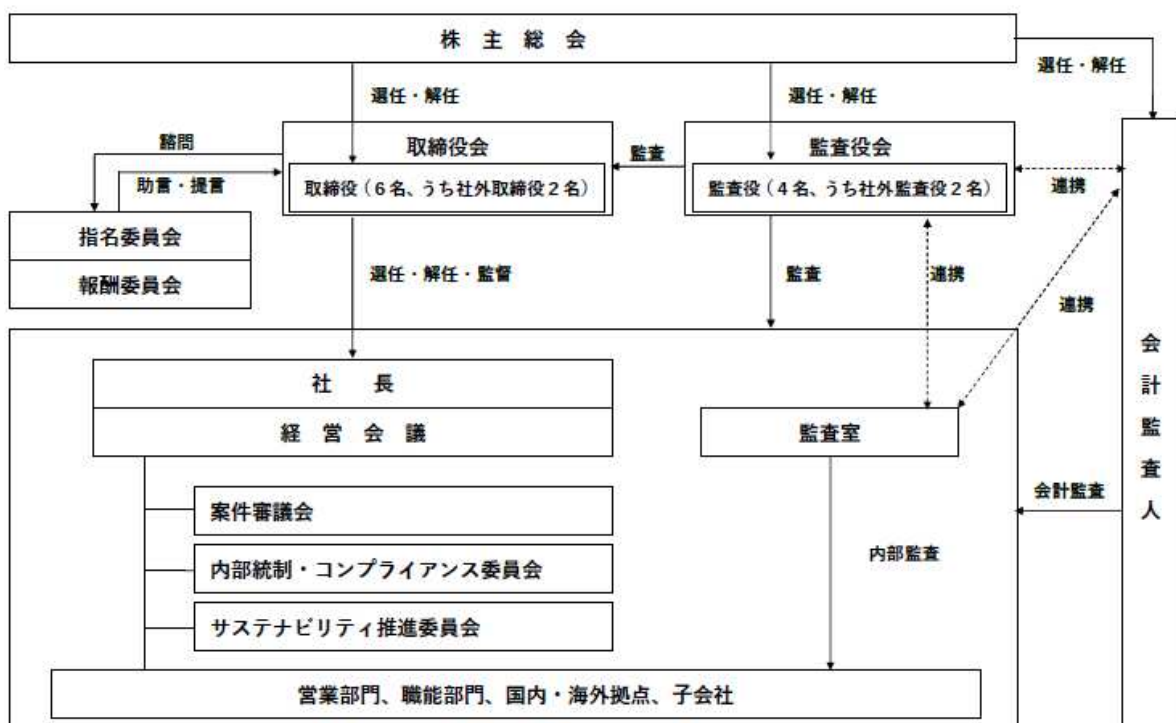 株 主 総 会
選任・解任
選任・解任
選任・解任
諮問
助言・提言
取締役会
取締役(6名、うち社外取締役2名)
監査
監査役会
監査役(4名、うち社外監査役2名)
連携
指名委員会
報酬委員会
選任・解任・監督
監査
連携
連携
会計監査人
社 長
経 営 会 議
監査室
案件審議会
内部統制・コンプライアンス委員会
サステナビリティ推進委員会
内部監査
会計監査
営業部門、職能部門、国内・海外拠点、子会社